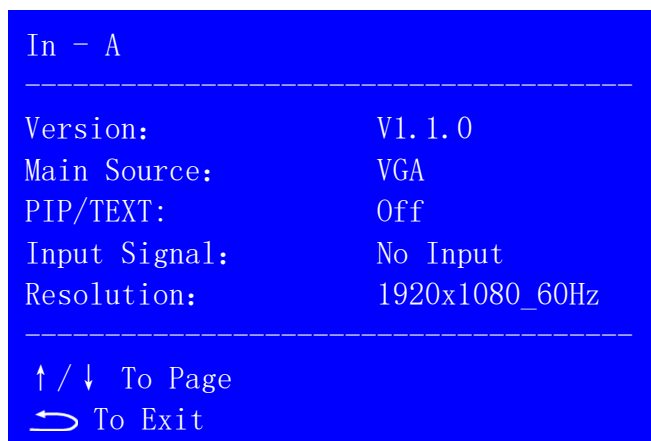 In - A
------------------------------------
Version： V1.1.0
Main Source： VGA
PIP/TEXT: Off
Input Signal： No Input
Resolution： 1920x1080_60Hz
------------------------------------
↑/↓ To Page
⮌ To Exit